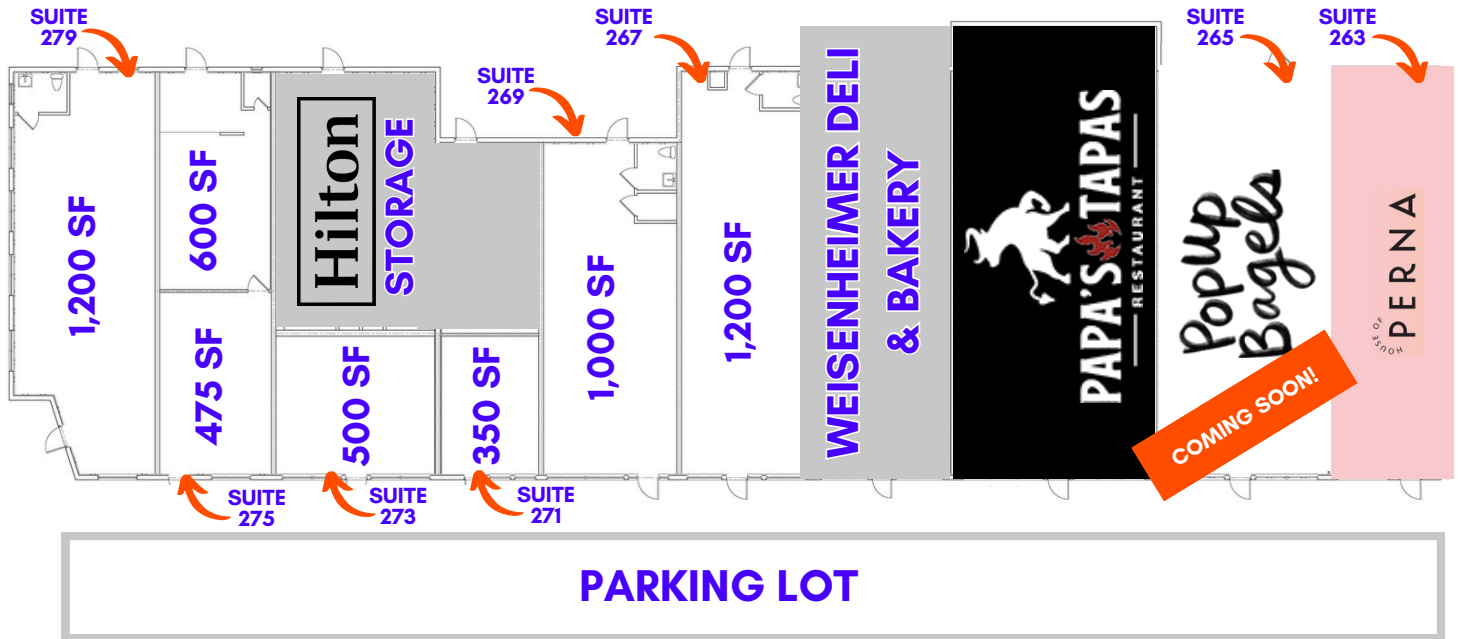 SUITE
279
SUITE
267
SUITE
265
SUITE
263
SUITE
269
1,200 SF
600 SF
475 SF
Hilton
STORAGE
500 SF
350 SF
1,000 SF
1,200 SF
WEISENHEIMER DELI
& BAKERY
PAPA'S TAPAS
RESTAURANT
PopUp
Bagels
COMING SOON!
HOUSE OF
PERNA
SUITE
275
SUITE
273
SUITE
271
PARKING LOT